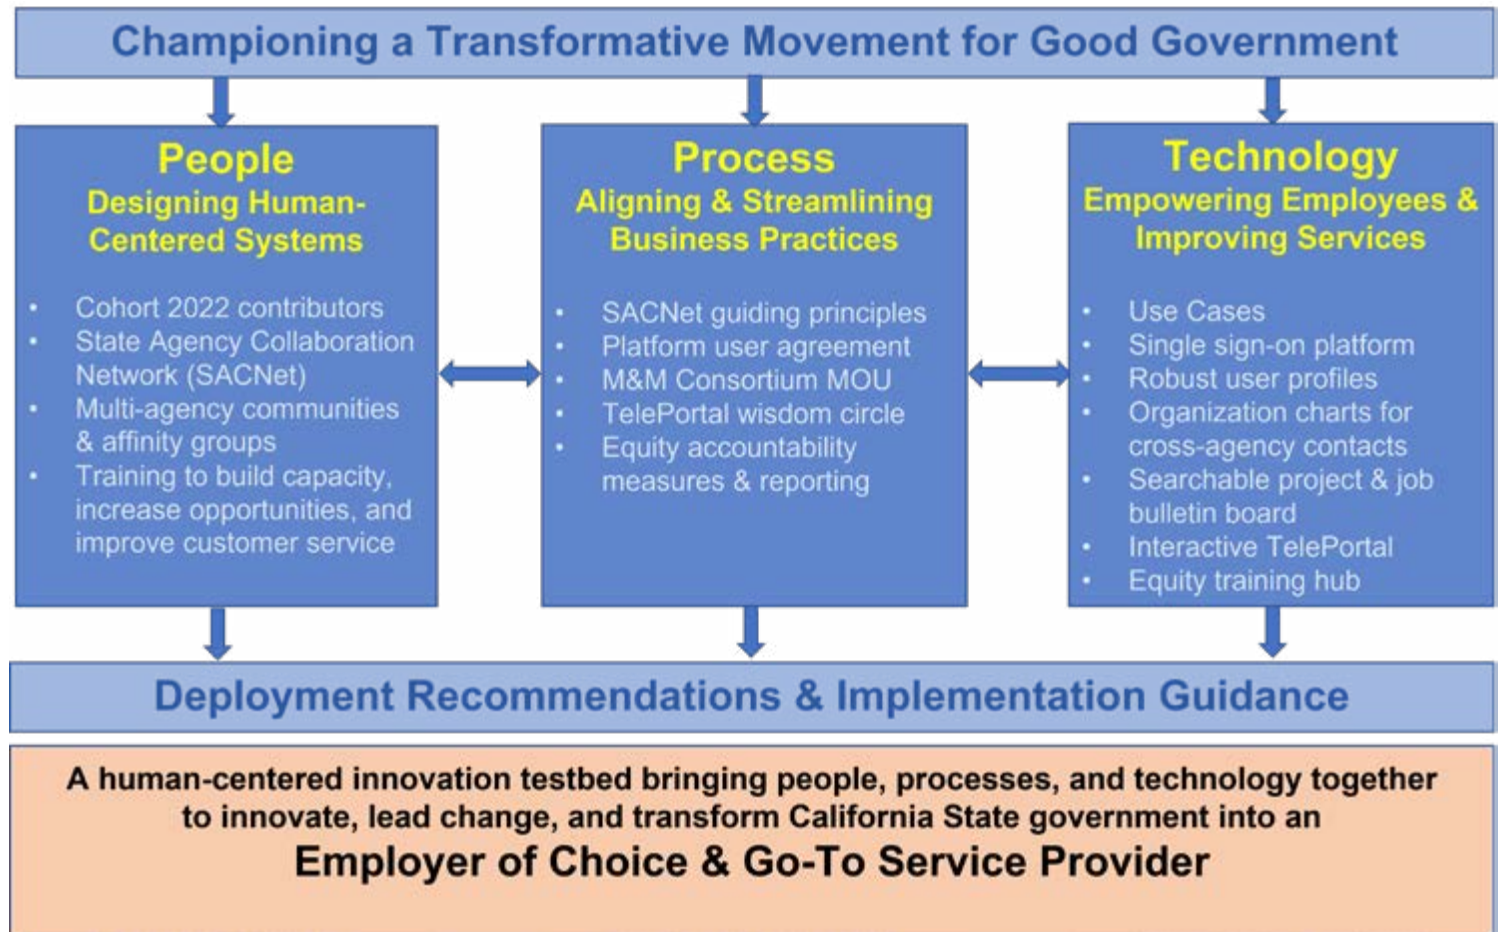 Championing a Transformative Movement for Good Government
People
Designing Human-
Centered Systems
• Cohort 2022 contributors
• State Agency Collaboration
Network (SACNet)
• Multi-agency communities
& affinity groups
• Training to build capacity,
increase opportunities, and
improve customer service
Process
Aligning & Streamlining
Business Practices
• SACNet guiding principles
• Platform user agreement
• M&M Consortium MOU
• TelePortal wisdom circle
• Equity accountability
measures & reporting
Technology
Empowering Employees &
Improving Services
• Use Cases
• Single sign-on platform
• Robust user profiles
• Organization charts for
cross-agency contacts
• Searchable project & job
bulletin board
• Interactive TelePortal
• Equity training hub
Deployment Recommendations & Implementation Guidance
A human-centered innovation testbed bringing people, processes, and technology together
to innovate, lead change, and transform California State government into an
Employer of Choice & Go-To Service Provider